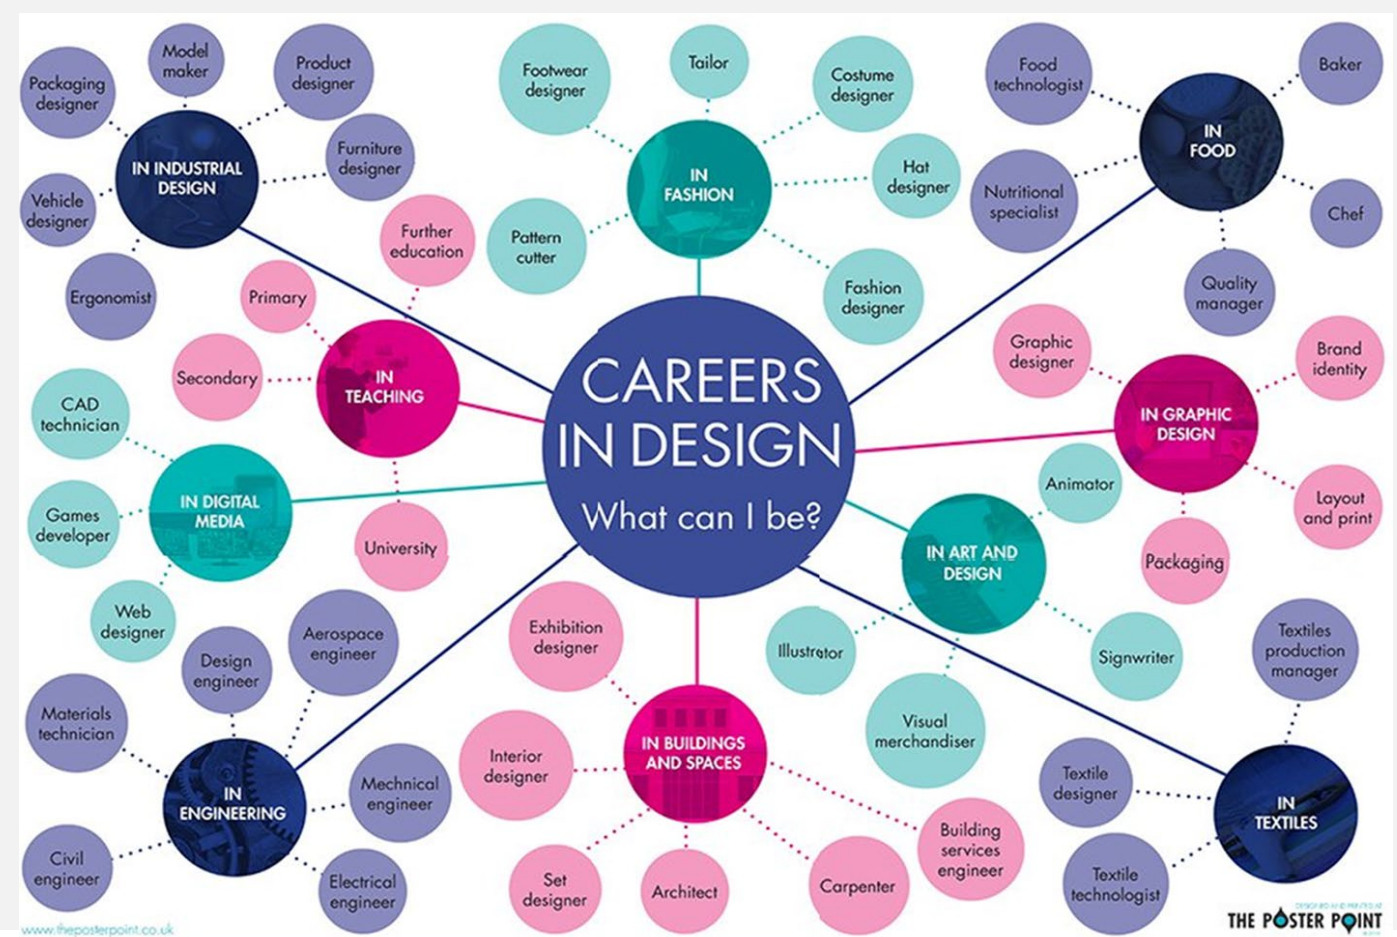 CAREERS
IN DESIGN
What can I be?
IN INDUSTRIAL
DESIGN
Packaging
designer
Model
maker
Product
designer
Furniture
designer
Vehicle
designer
Ergonomist
IN
FASHION
Footwear
designer
Tailor
Costume
designer
Hat
designer
Pattern
cutter
Fashion
designer
IN
FOOD
Food
technologist
Baker
Nutritional
specialist
Chef
Quality
manager
IN
TEACHING
Further
education
Primary
Secondary
University
IN GRAPHIC
DESIGN
Graphic
designer
Brand
identity
Layout
and print
Packaging
IN DIGITAL
MEDIA
CAD
technician
Games
developer
Web
designer
IN ART AND
DESIGN
Animator
Illustrator
Visual
merchandiser
Signwriter
IN
ENGINEERING
Design
engineer
Aerospace
engineer
Materials
technician
Mechnical
engineer
Civil
engineer
Electrical
engineer
IN BUILDINGS
AND SPACES
Exhibition
designer
Interior
designer
Set
designer
Architect
Carpenter
Building
services
engineer
IN
TEXTILES
Textiles
production
manager
Textile
designer
Textile
technologist
www.theposterpoint.co.uk
DESIGNED AND PRINTED AT
THE POSTER POINT